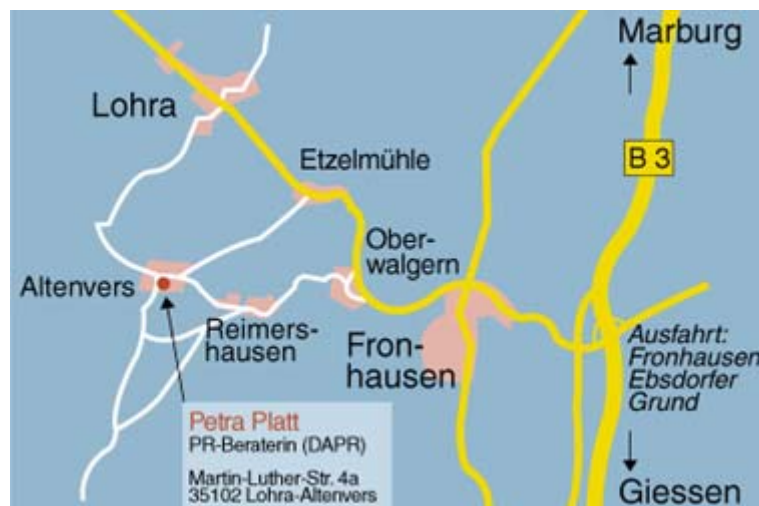 Marburg
Lohra
B 3
Etzelmühle
Ober-
walgern
Altenvers
Reimers-
hausen
Fron-
hausen
Ausfahrt:
Fronhausen
Ebsdorfer
Grund
Petra Platt
PR-Beraterin (DAPR)
Martin-Luther-Str. 4a
35102 Lohra-Altenvers
Giessen